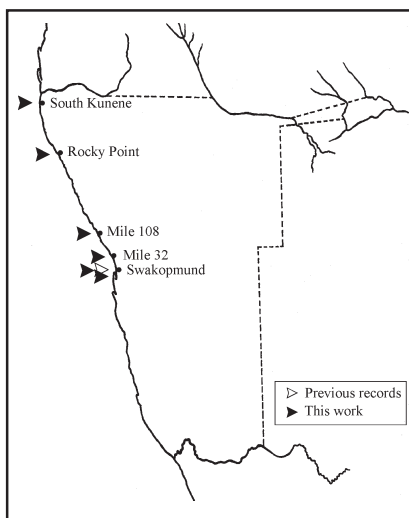 South Kunene
Rocky Point
Mile 108
Mile 32
Swakopmund
Previous records
This work